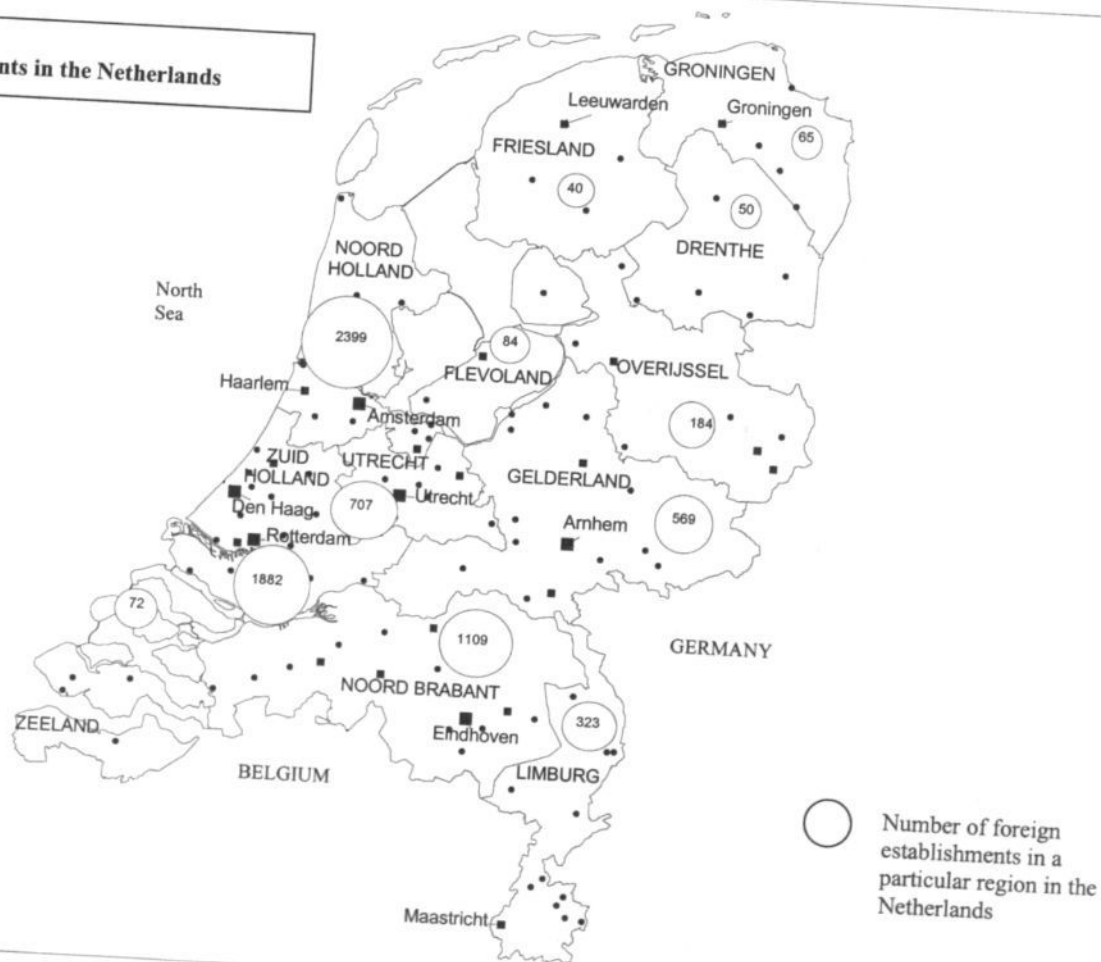 nts in the Netherlands
GRONINGEN
Leeuwarden
Groningen
FRIESLAND
65
40
50
DRENTHE
NOORD
HOLLAND
North
Sea
2399
84
FLEVOLAND
OVERIJSSEL
Haarlem
Amsterdam
184
ZUID
HOLLAND
UTRECHT
GELDERLAND
Den Haag
707
Utrecht
569
Rotterdam
Arnhem
1882
72
1109
GERMANY
NOORD BRABANT
ZEELAND
Eindhoven
323
BELGIUM
LIMBURG
Number of foreign
establishments in a
particular region in the
Netherlands
Maastricht